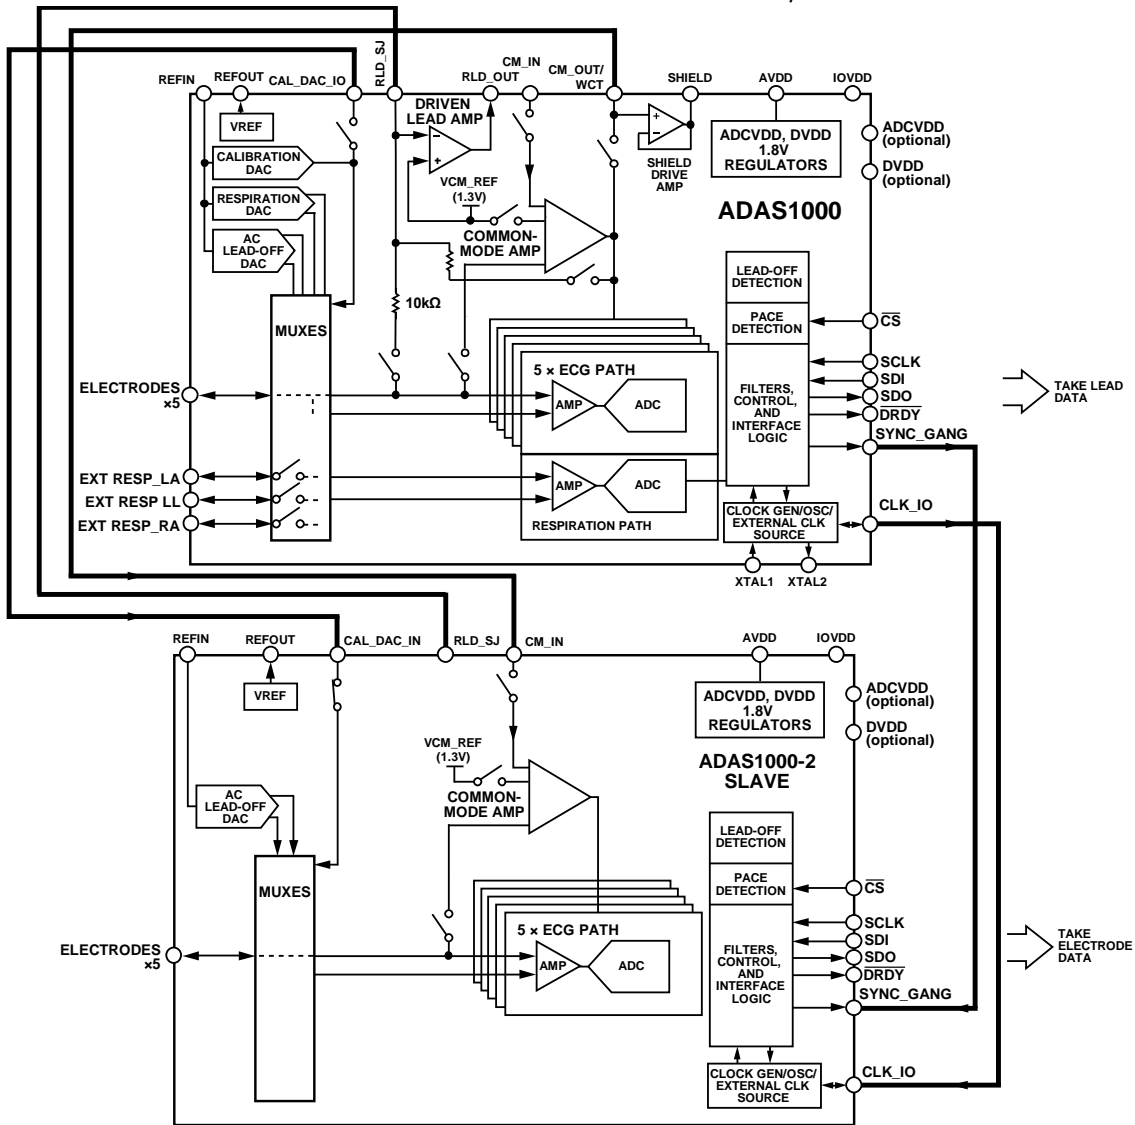 REFIN
REFOUT
CAL_DAC_IO
RLD_SJ
RLD_OUT
CM_IN
CM_OUT/
WCT
SHIELD
AVDD
IOVDD
VREF
DRIVEN
LEAD AMP
SHIELD
DRIVE
AMP
ADCVDD, DVDD
1.8V
REGULATORS
ADCVDD
(optional)
DVDD
(optional)
CALIBRATION
DAC
RESPIRATION
DAC
AC
LEAD-OFF
DAC
VCM_REF
(1.3V)
COMMON-
MODE AMP
ADAS1000
10kΩ
MUXES
LEAD-OFF
DETECTION
PACE
DETECTION
FILTERS,
CONTROL,
AND
INTERFACE
LOGIC
CS
SCLK
SDI
SDO
DRDY
SYNC_GANG
TAKE LEAD
DATA
ELECTRODES
×5
5 × ECG PATH
AMP
ADC
EXT RESP_LA
EXT RESP LL
EXT RESP_RA
AMP
ADC
RESPIRATION PATH
CLOCK GEN/OSC/
EXTERNAL CLK
SOURCE
CLK_IO
XTAL1
XTAL2
REFIN
REFOUT
CAL_DAC_IN
RLD_SJ
CM_IN
AVDD
IOVDD
VREF
ADCVDD, DVDD
1.8V
REGULATORS
ADCVDD
(optional)
DVDD
(optional)
VCM_REF
(1.3V)
COMMON-
MODE AMP
ADAS1000-2
SLAVE
AC
LEAD-OFF
DAC
MUXES
LEAD-OFF
DETECTION
PACE
DETECTION
FILTERS,
CONTROL,
AND
INTERFACE
LOGIC
CS
SCLK
SDI
SDO
DRDY
SYNC_GANG
TAKE
ELECTRODE
DATA
ELECTRODES
×5
5 × ECG PATH
AMP
ADC
CLOCK GEN/OSC/
EXTERNAL CLK
SOURCE
CLK_IO